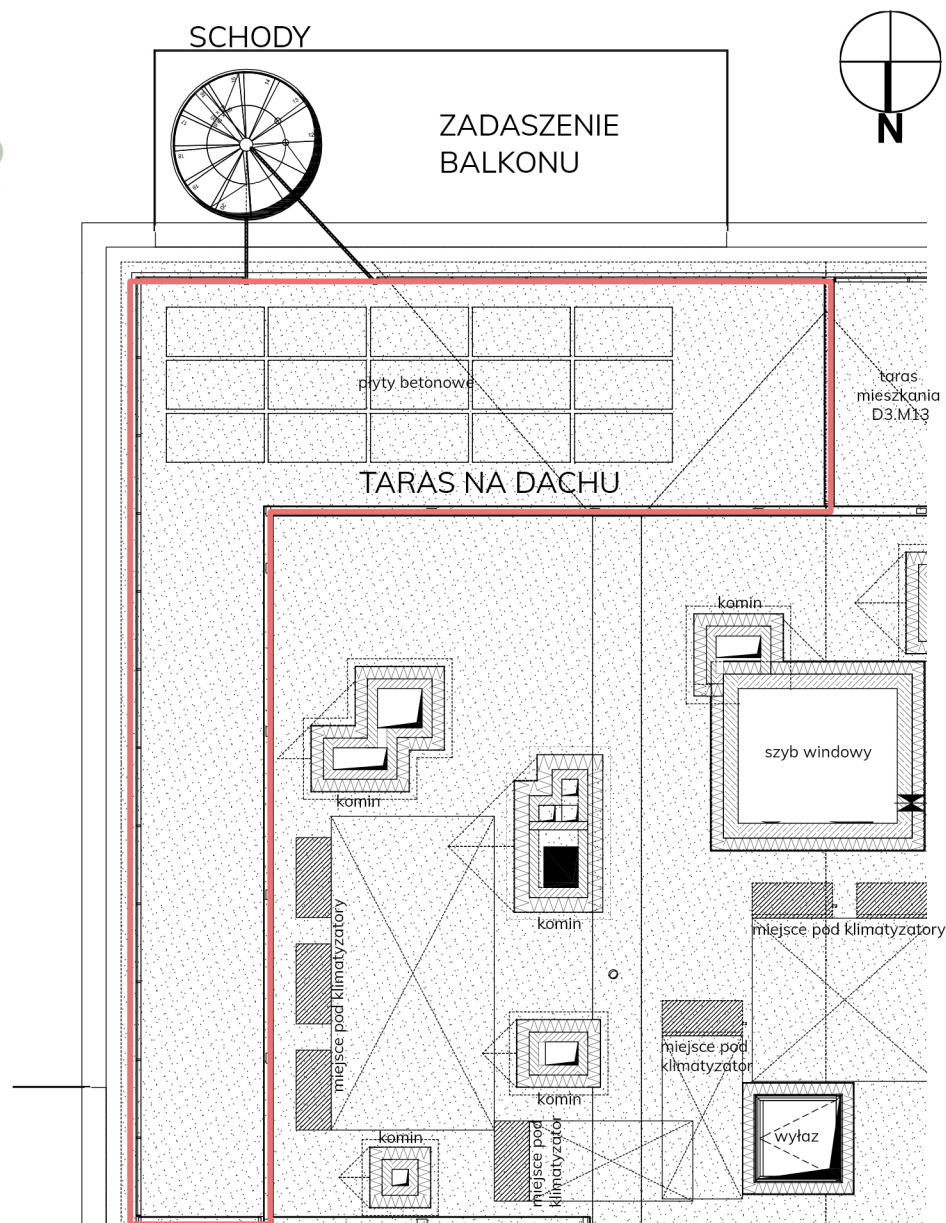 SCHODY
ZADASZENIE
BALKONU
N
płyty betonowe
taras
mieszkania
D3.M13
TARAS NA DACHU
komin
szyb windowy
komin
miejsce pod klimatyzatory
komin
miejsce pod klimatyzatory
miejsce pod
klimatyzator
komin
komin
miejsce pod
klimatyzator
wyłaz